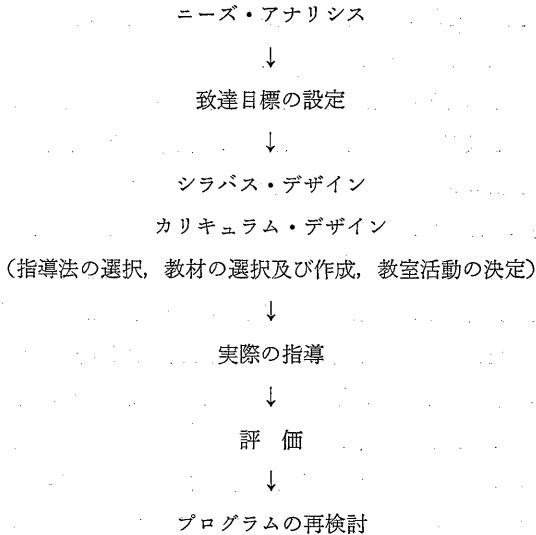 ニーズ・アナリシス
↓
致達目標の設定
↓
シラバス・デザイン
カリキュラム・デザイン
（指導法の選択，教材の選択及び作成，教室活動の決定）
↓
実際の指導
↓
評　価
↓
プログラムの再検討